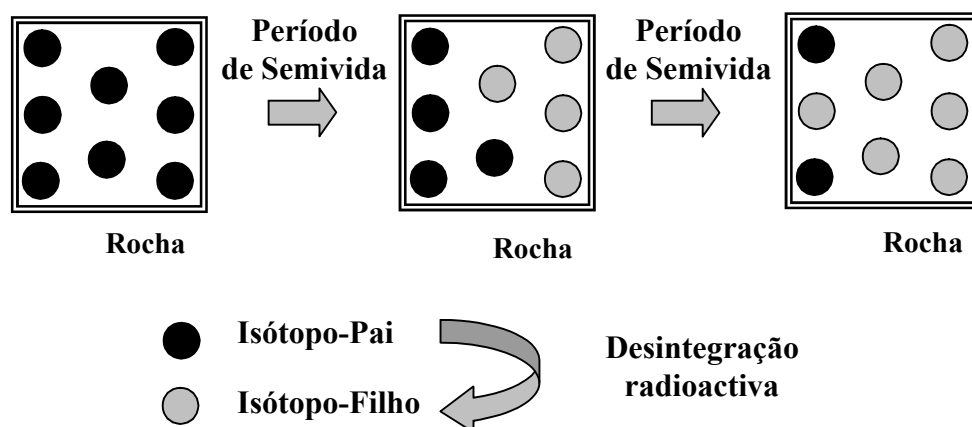 Período
de Semivida
Período
de Semivida
Rocha
Rocha
Rocha
Isótopo-Pai
Isótopo-Filho
Desintegração
radioactiva